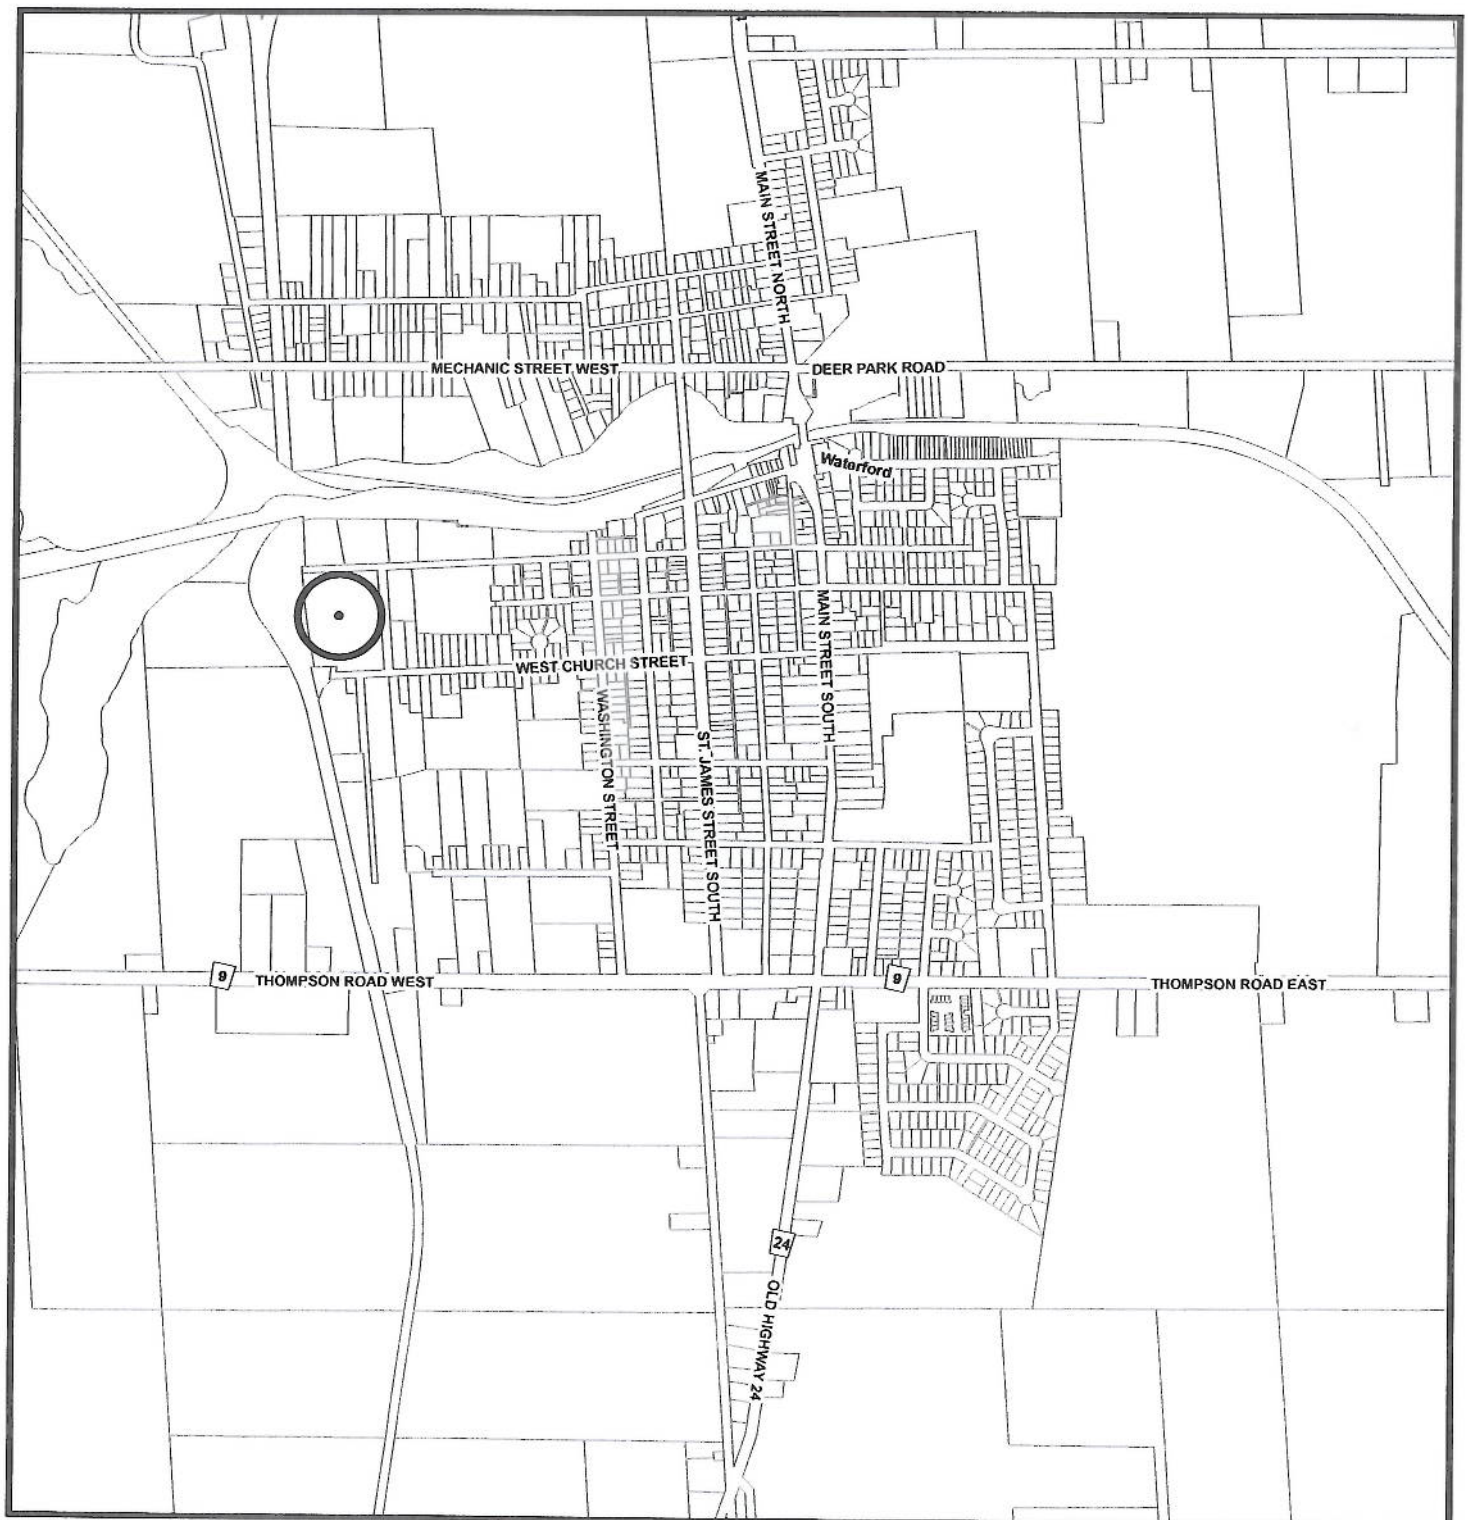 MAIN STREET NORTH
MECHANIC STREET WEST
DEER PARK ROAD
Waterford
MAIN STREET SOUTH
WEST CHURCH STREET
WASHINGTON STREET
ST. JAMES STREET SOUTH
9
THOMPSON ROAD WEST
9
THOMPSON ROAD EAST
24
OLD HIGHWAY 24